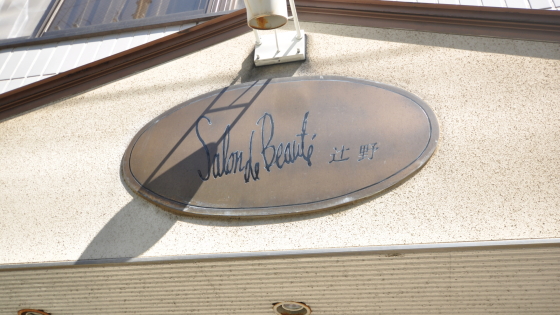 Salon de Beauté 辻野